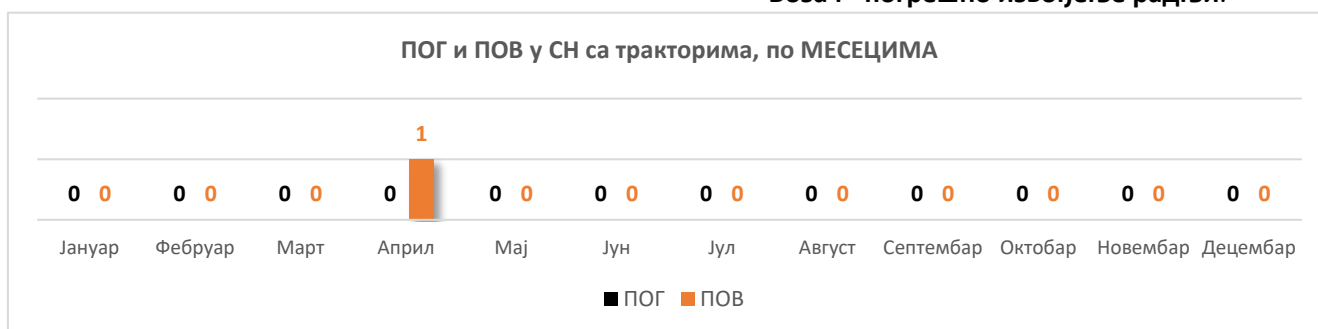 ПОГ и ПОВ у СН са тракторима, по МЕСЕЦИМА
1
0 0 0 0 0 0 0 0 0 0 0 0 0 0 0 0 0 0 0 0 0 0 0
Јануар Фебруар Март Април Мај Јун Јул Август Септембар Октобар Новембар Децембар
ПОГ ПОВ